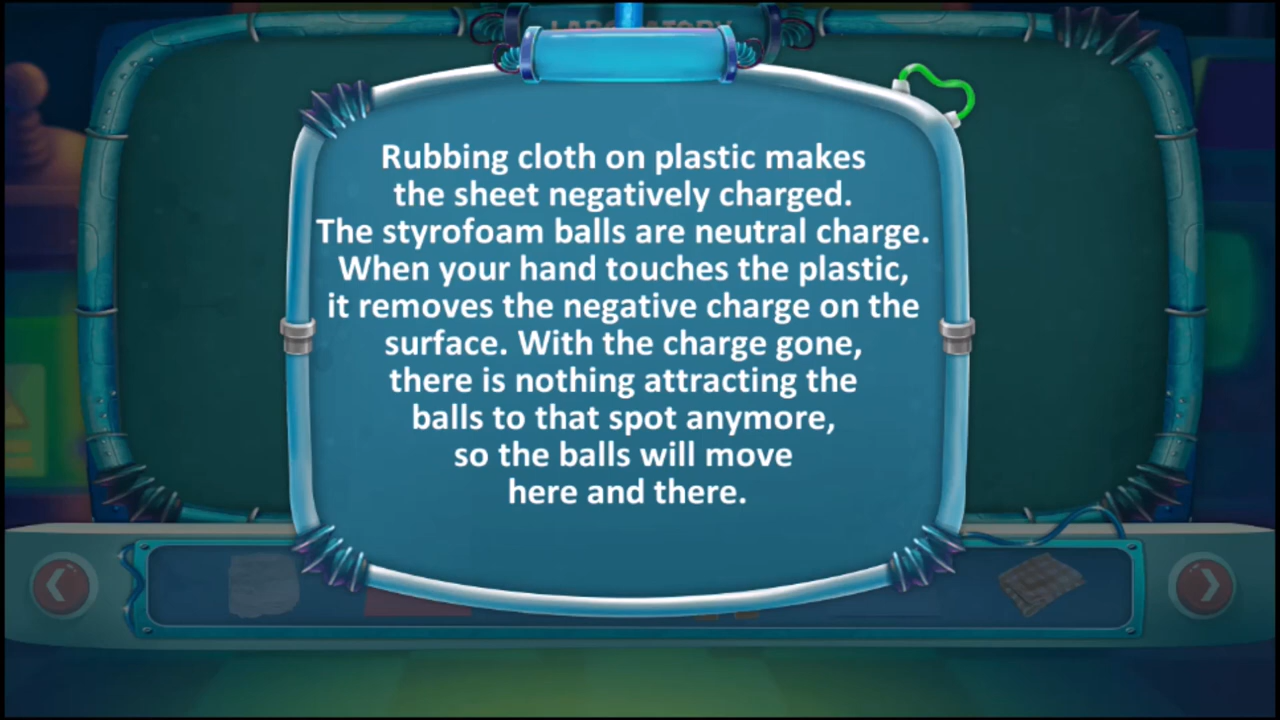 LABORATORY
Rubbing cloth on plastic makes
the sheet negatively charged.
The styrofoam balls are neutral charge.
When your hand touches the plastic,
it removes the negative charge on the
surface. With the charge gone,
there is nothing attracting the
balls to that spot anymore,
so the balls will move
here and there.